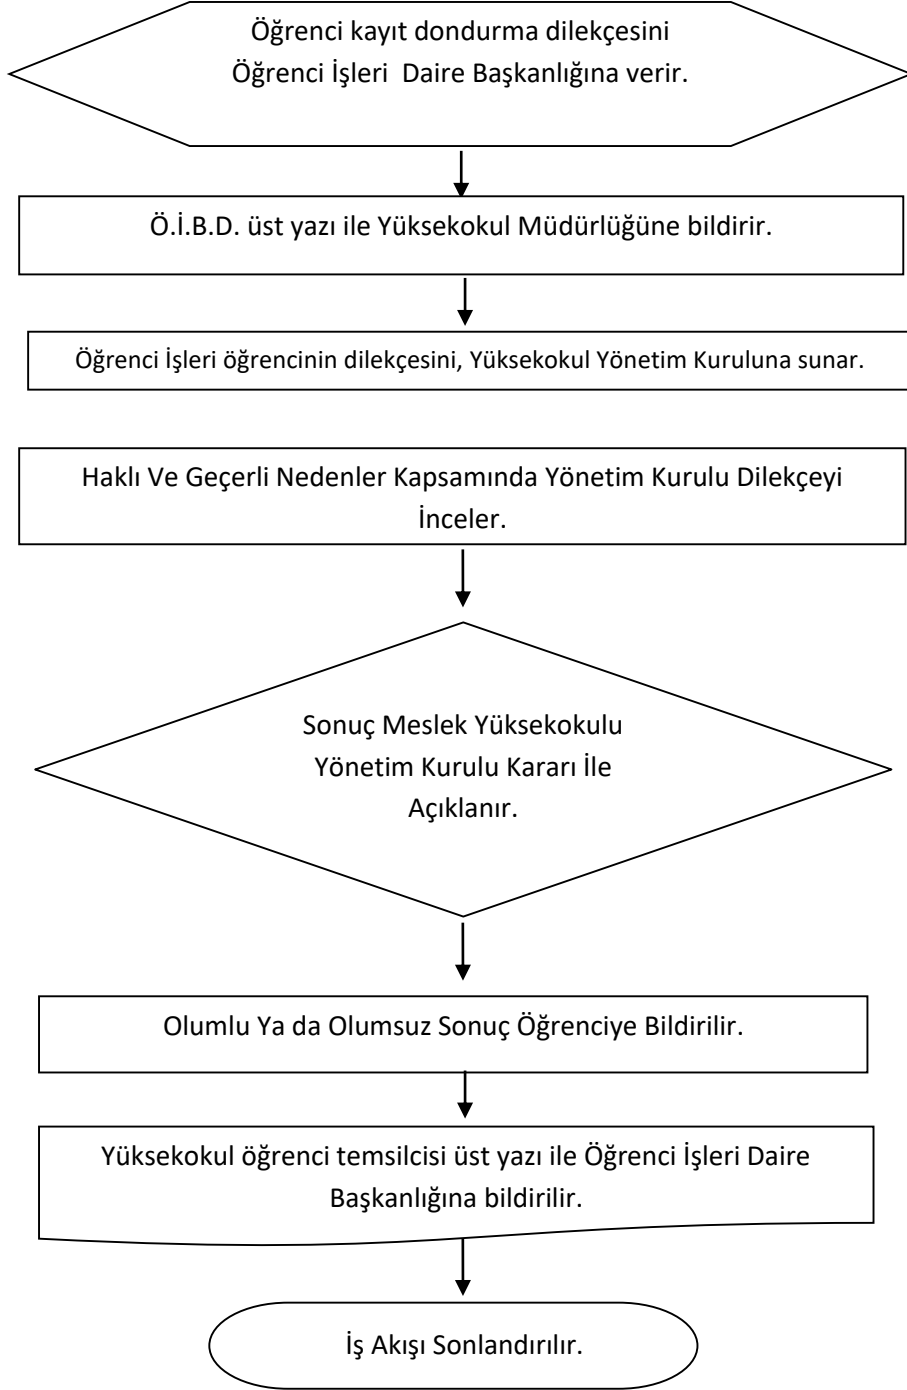 Öğrenci kayıt dondurma dilekçesini
Öğrenci İşleri  Daire Başkanlığına verir.
Ö.İ.B.D. üst yazı ile Yüksekokul Müdürlüğüne bildirir.
Öğrenci İşleri öğrencinin dilekçesini, Yüksekokul Yönetim Kuruluna sunar.
Haklı Ve Geçerli Nedenler Kapsamında Yönetim Kurulu Dilekçeyi
İnceler.
Sonuç Meslek Yüksekokulu
Yönetim Kurulu Kararı İle
Açıklanır.
Olumlu Ya da Olumsuz Sonuç Öğrenciye Bildirilir.
Yüksekokul öğrenci temsilcisi üst yazı ile Öğrenci İşleri Daire
Başkanlığına bildirilir.
İş Akışı Sonlandırılır.